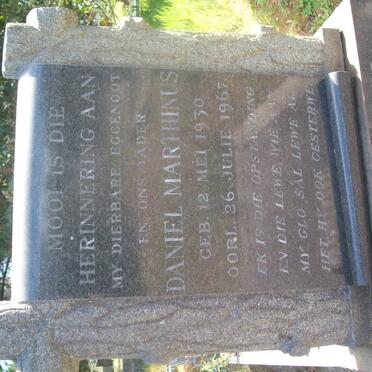 MOOI IS DIE
HERINNERING AAN
MY DIERBARE EGGENOOT
EN ONS VADER
DANIEL MARTHINUS
GEB. 12 MEI 1930
OORL. 26 JULIE 1967.
EK IS DIE OPSTANDING
EN DIE LEWE WIE IN
MY GLO SAL LEWE AL
HET HY OOK GESTERWE